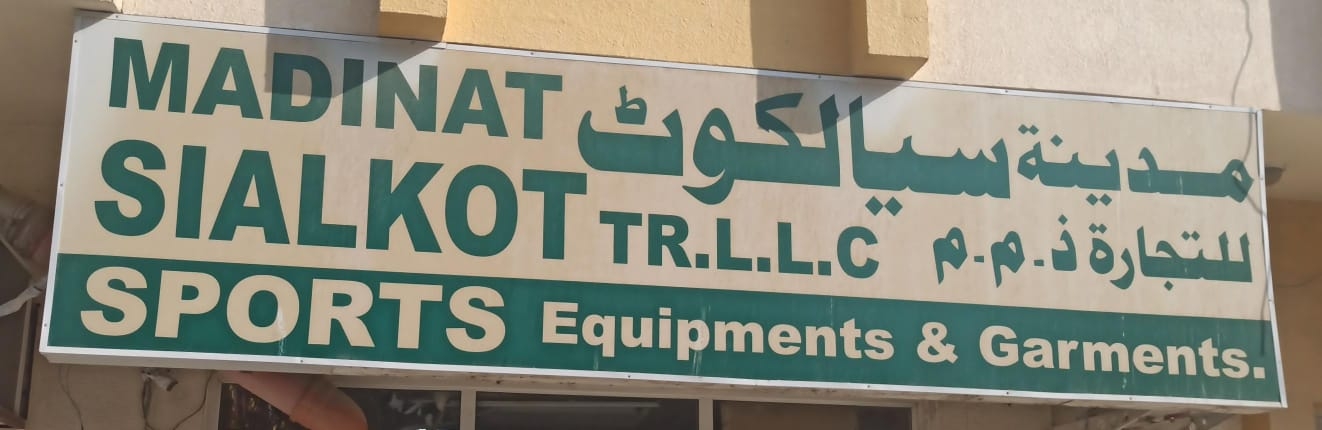 MADINAT
SIALKOT TR.L.L.C
مدينة سيالكوٹ
للتجارة ذ.م.م
SPORTS Equipments & Garments.